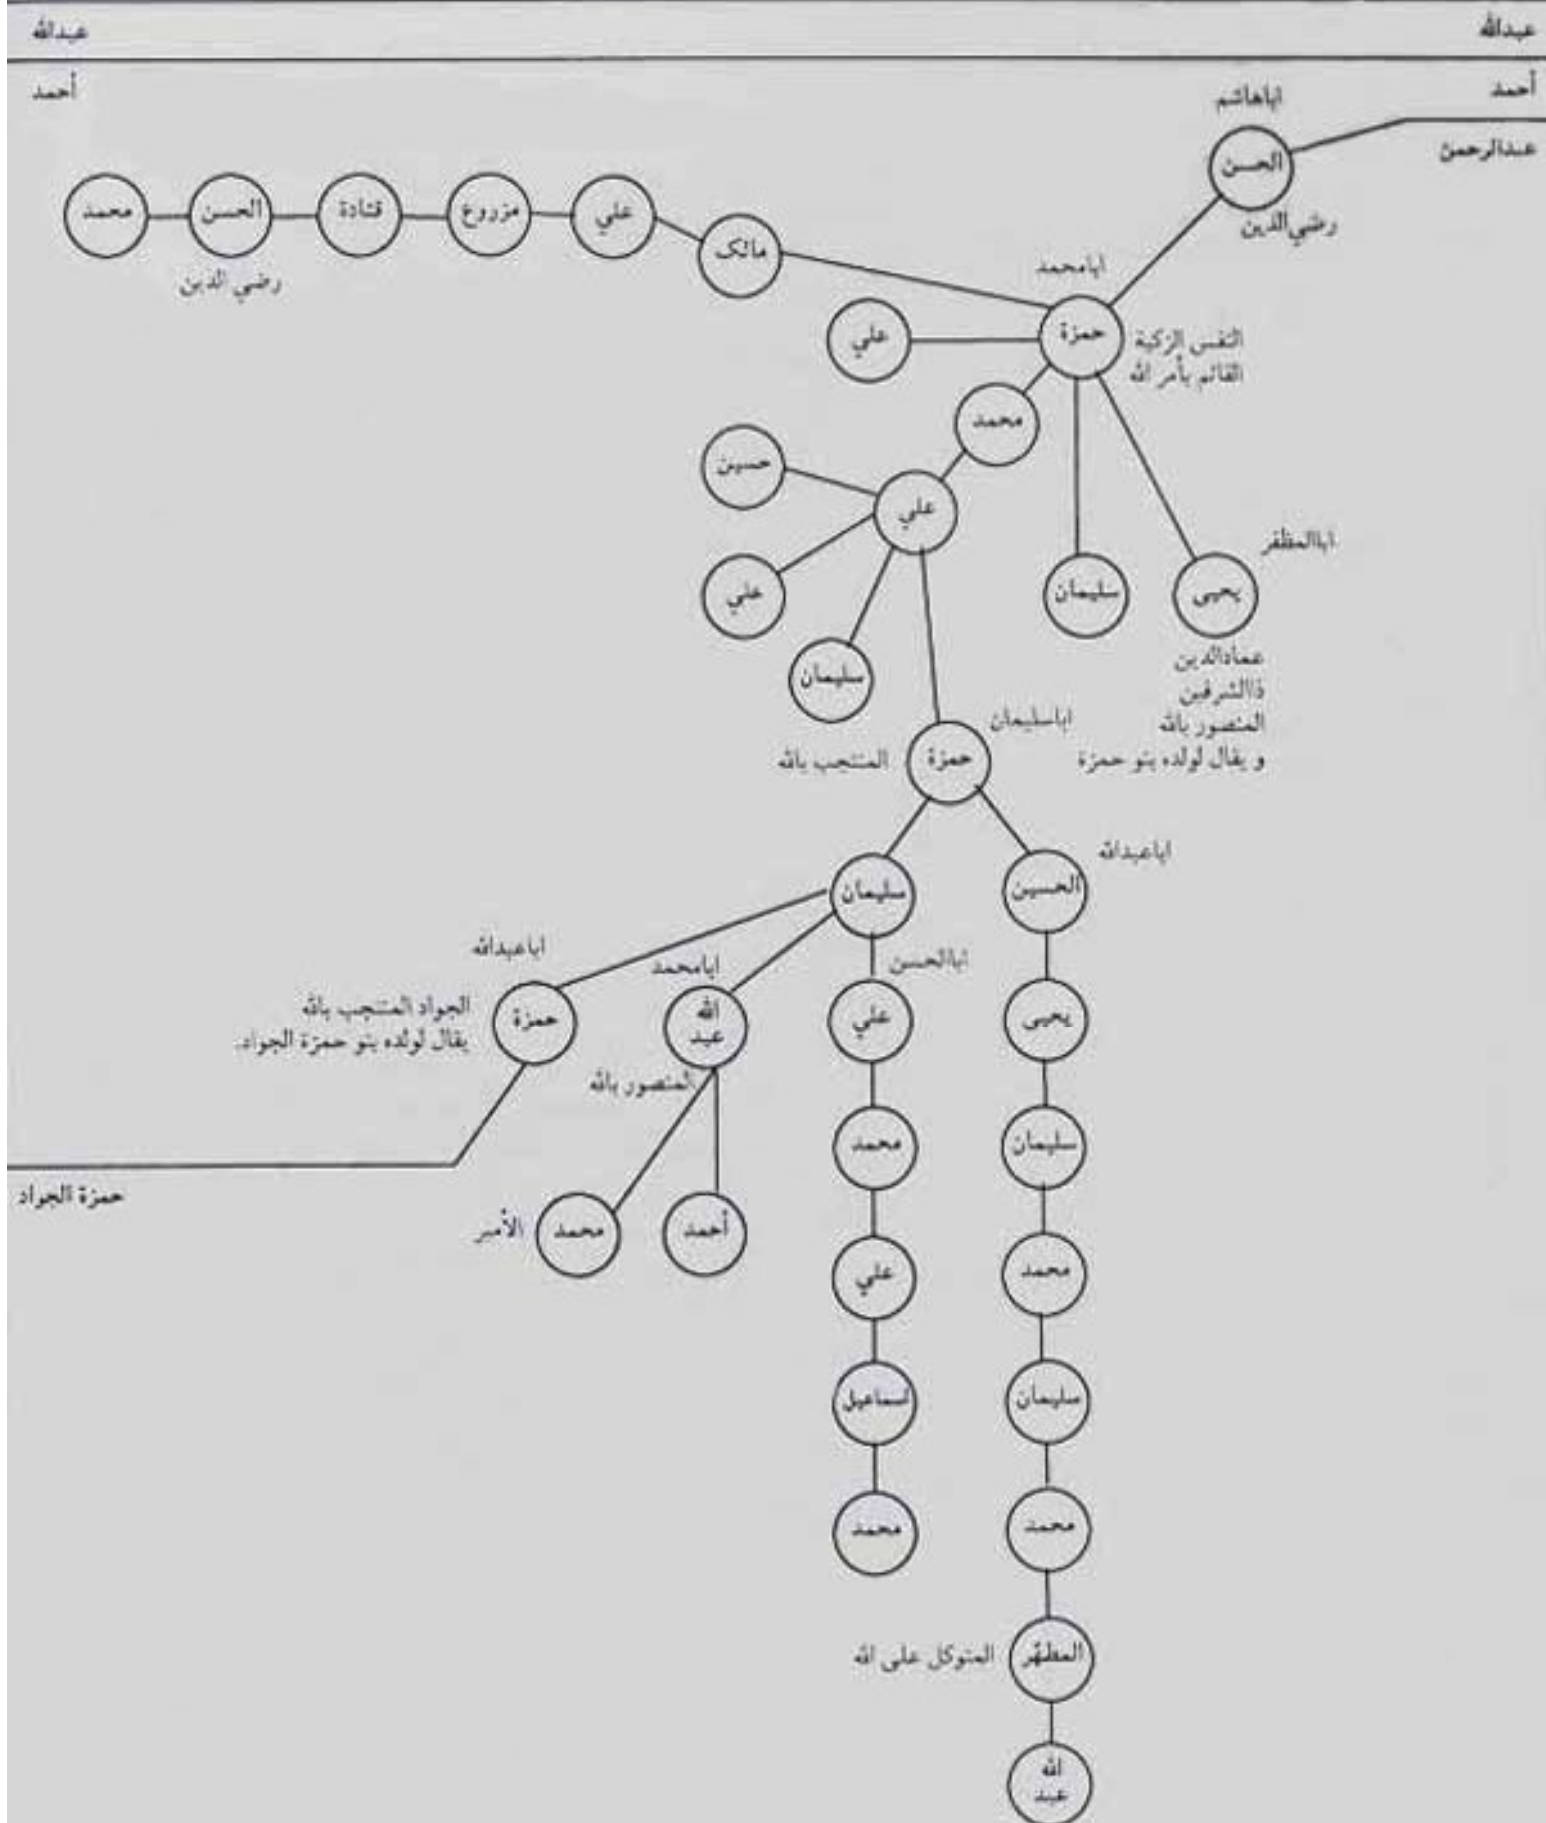 عبدالله
عبدالله
أحمد
أحمد
عبدالرحمن
اباهاشم
الحسن
رضي‌الدين
محمد
الحسن
قتادة
مزروع
علي
مالک
رضي الدين
ابامحمد
حمزة
النفس الزكية
القائم بأمر الله
علي
محمد
حسين
علي
علي
سليمان
سليمان
اباالمظفر
يحيى
عمادالدين
ذاالشرفين
المنصور بالله
و يقال لولده بنو حمزة
اباسليمان
حمزة
المنتجب بالله
سليمان
الحسين
اباعبدالله
اباعبدالله
حمزة
الجواد المنتجب بالله
يقال لولده بنو حمزة الجواد.
ابامحمد
الله
عبد
المنصور بالله
اباالحسن
علي
يحيى
محمد
سليمان
حمزة الجواد
الأمير
محمد
أحمد
علي
محمد
اسماعيل
سليمان
محمد
محمد
المطهّر
المتوكل على الله
الله
عبد